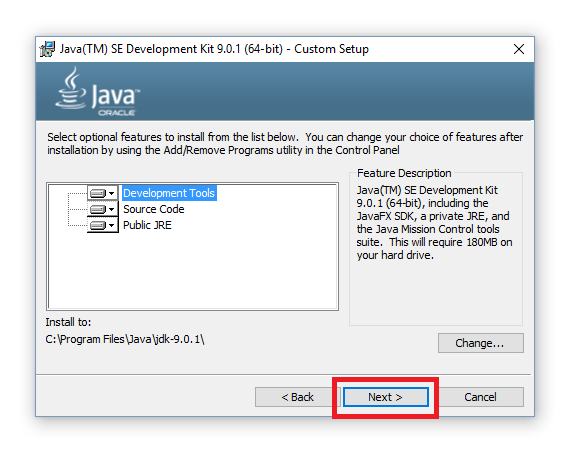 Java(TM) SE Development Kit 9.0.1 (64-bit) - Custom Setup
Java™
ORACLE
Select optional features to install from the list below.  You can change your choice of features after
installation by using the Add/Remove Programs utility in the Control Panel
Development Tools
Source Code
Public JRE
Feature Description
Java(TM) SE Development Kit
9.0.1 (64-bit), including the
JavaFX SDK, a private JRE, and
the Java Mission Control tools
suite.  This will require 180MB on
your hard drive.
Install to:
C:\Program Files\Java\jdk-9.0.1\
Change...
< Back
Next >
Cancel